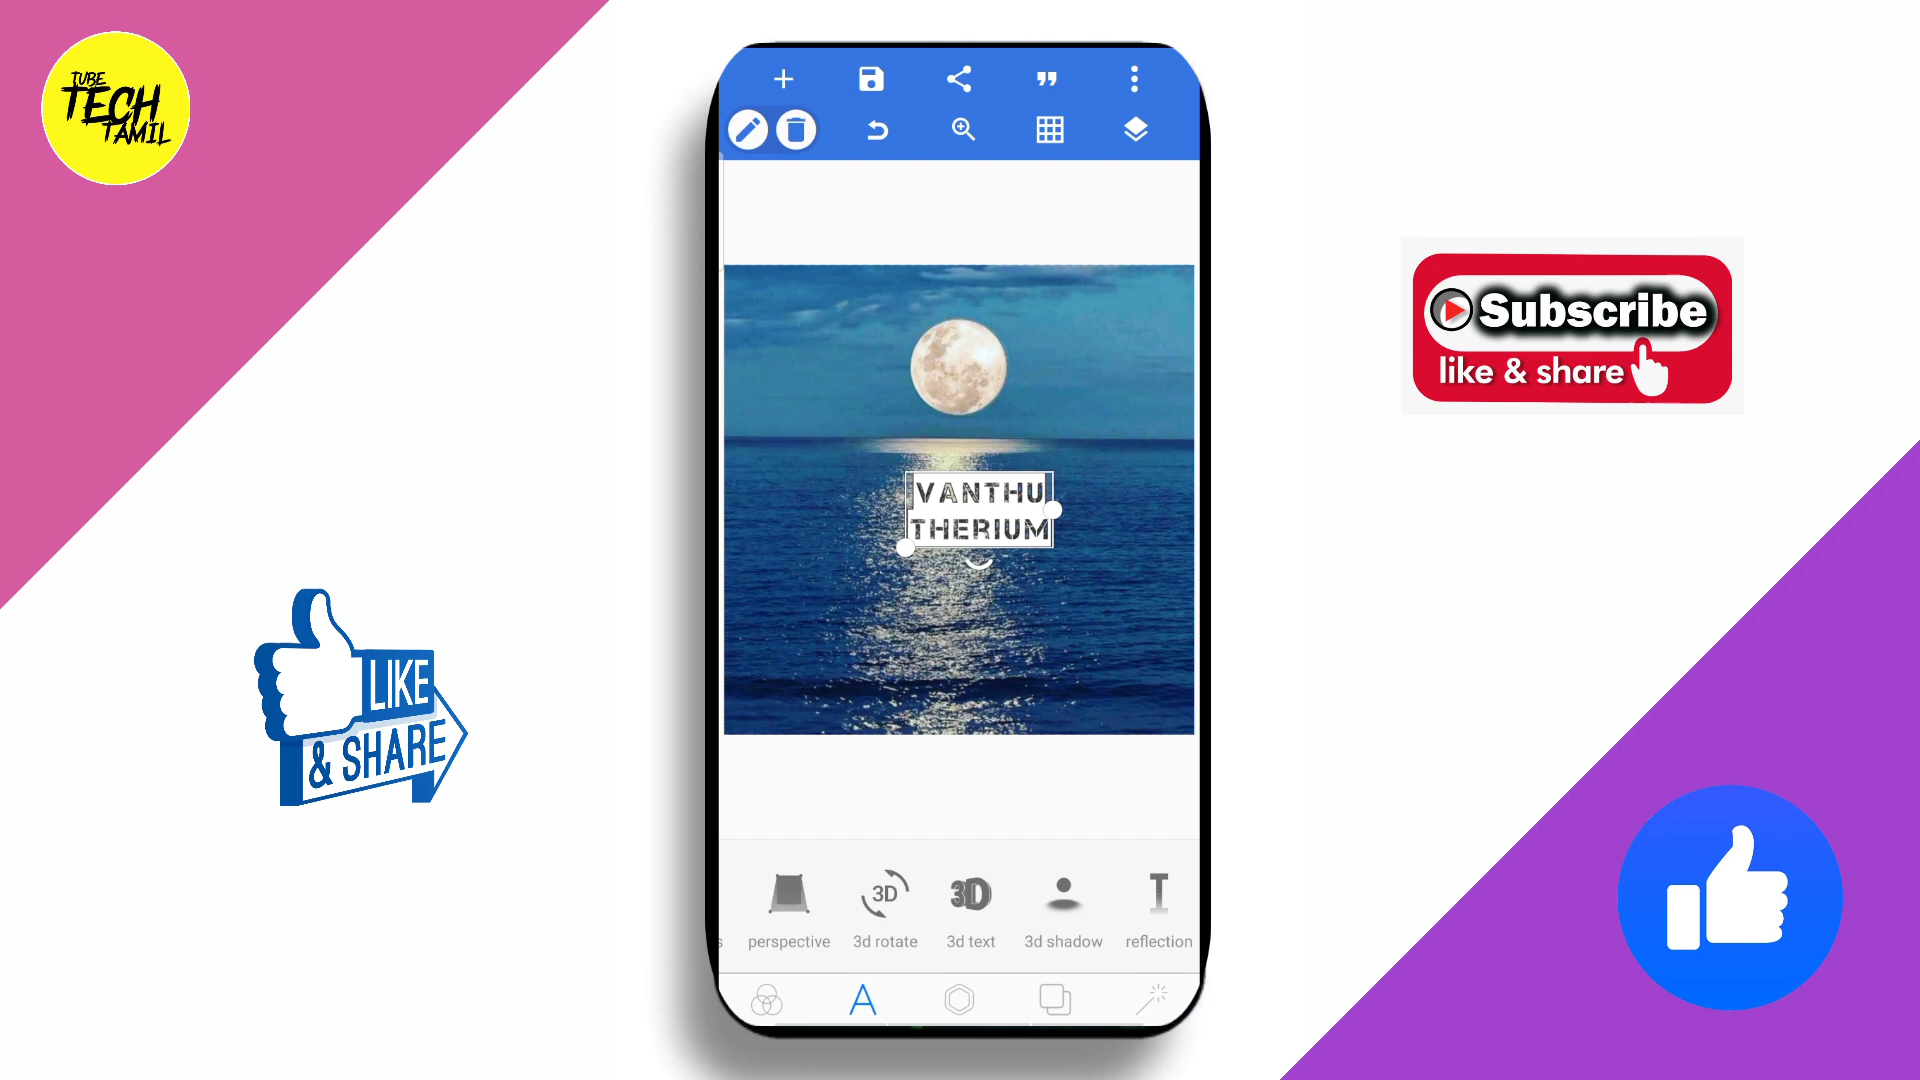 TUBE
TECH
TAMIL
VANTHU
THERIUM
Subscribe
like & share
LIKE
& SHARE
3D
3D
s
perspective
3d rotate
3d text
3d shadow
reflection